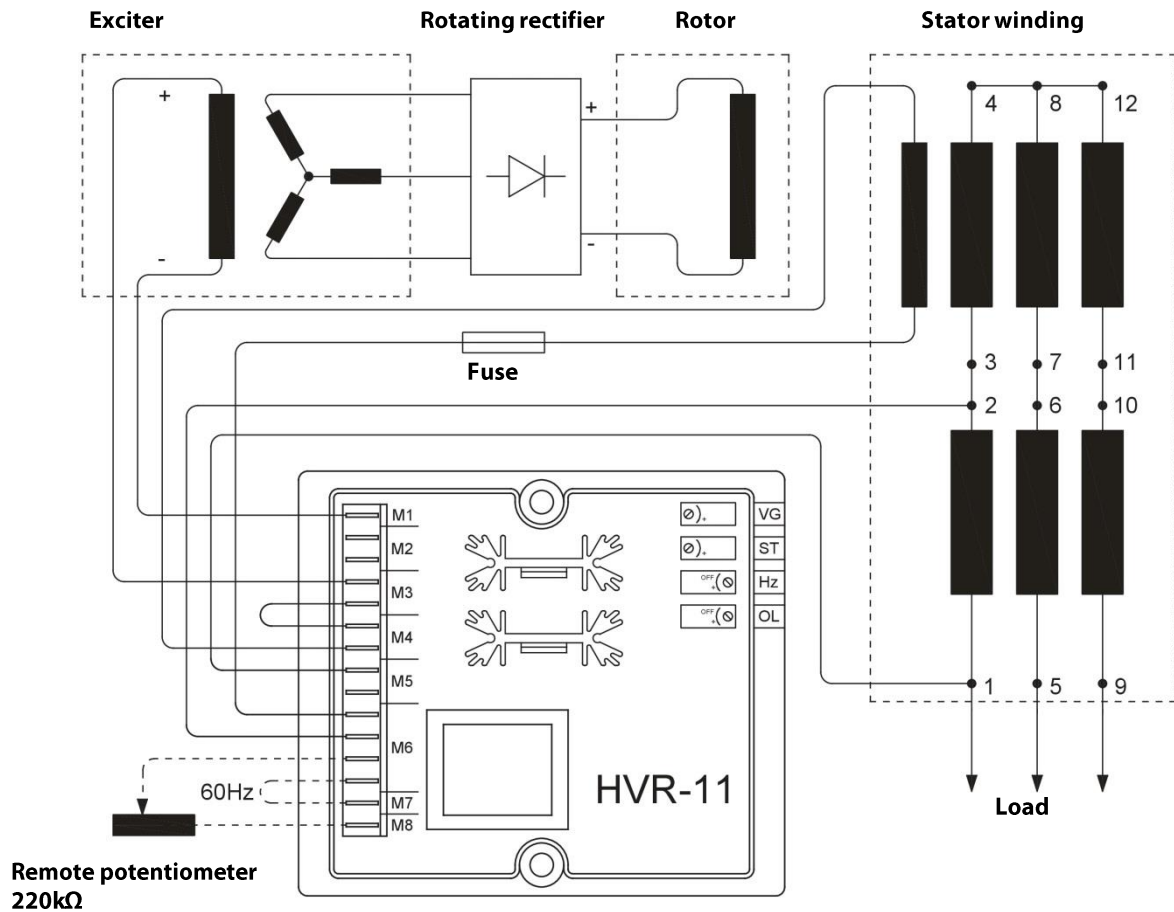 Exciter
Rotating rectifier
Rotor
Stator winding
+
-
+
-
4
8
12
3
7
11
2
6
10
Fuse
M1
M2
M3
M4
M5
M6
M7
M8
VG
ST
OFF
+
Hz
OFF
+
OL
60Hz
HVR-11
1
5
9
Load
Remote potentiometer
220kΩ